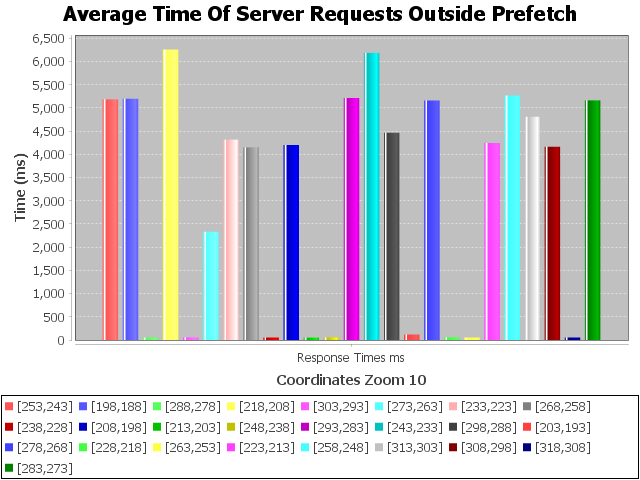 Average Time Of Server Requests Outside Prefetch
6,500
6,000
5,500
5,000
4,500
4,000
3,500
3,000
2,500
2,000
1,500
1,000
500
0
Time (ms)
Response Times ms
Coordinates Zoom 10
[253,243] [198,188] [288,278] [218,208] [303,293] [273,263] [233,223] [268,258]
[238,228] [208,198] [213,203] [248,238] [293,283] [243,233] [298,288] [203,193]
[278,268] [228,218] [263,253] [223,213] [258,248] [313,303] [308,298] [318,308]
[283,273]